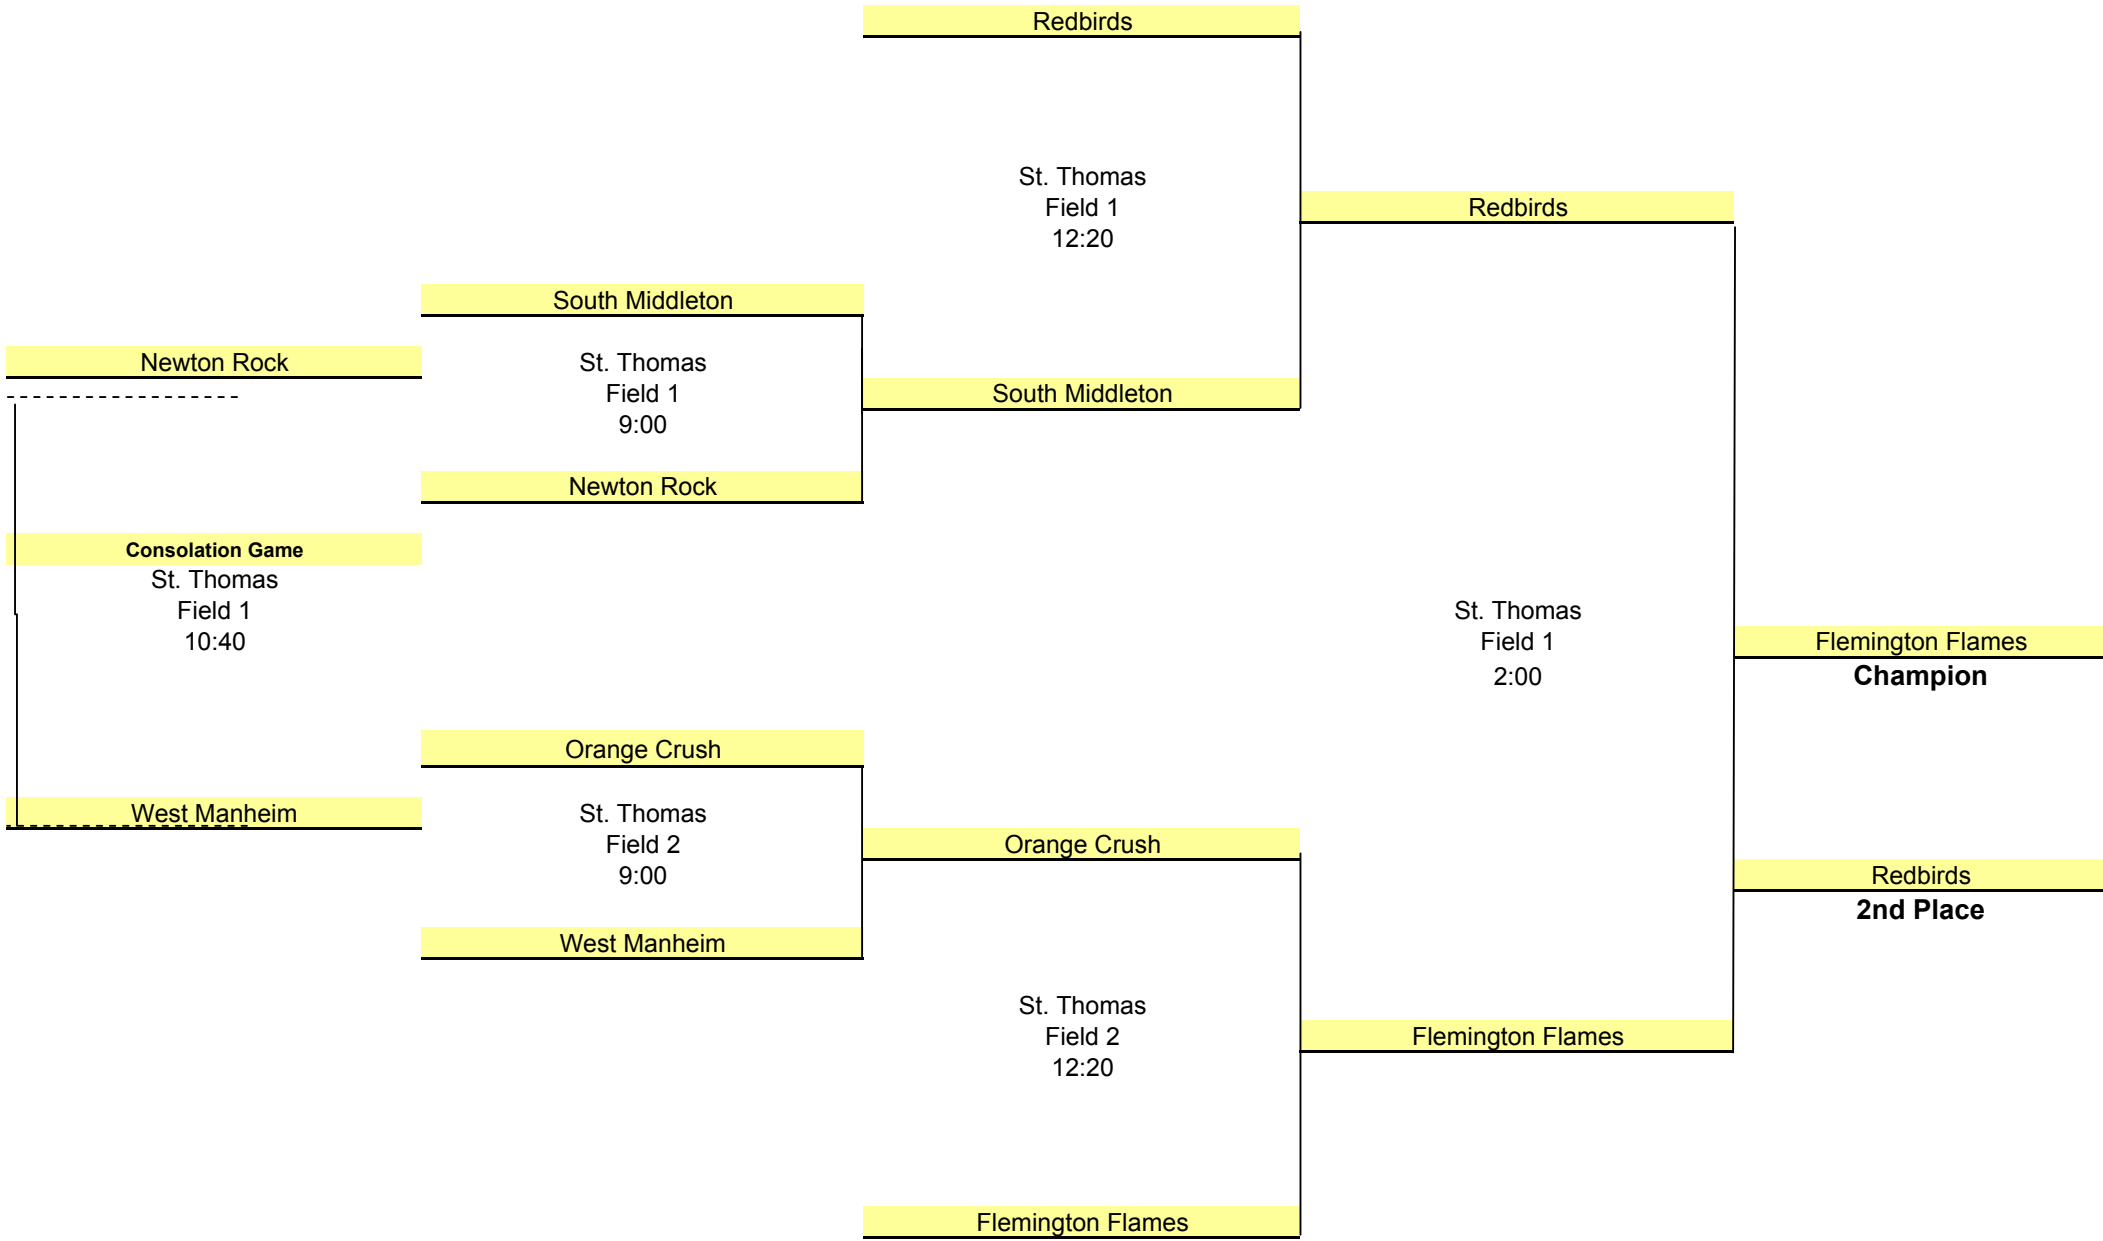 Redbirds
St. Thomas
Field 1
12:20
Redbirds
South Middleton
Newton Rock
St. Thomas
Field 1
9:00
South Middleton
Newton Rock
Consolation Game
St. Thomas
Field 1
10:40
St. Thomas
Field 1
2:00
Flemington Flames
Champion
Orange Crush
West Manheim
St. Thomas
Field 2
9:00
Orange Crush
Redbirds
2nd Place
West Manheim
St. Thomas
Field 2
12:20
Flemington Flames
Flemington Flames